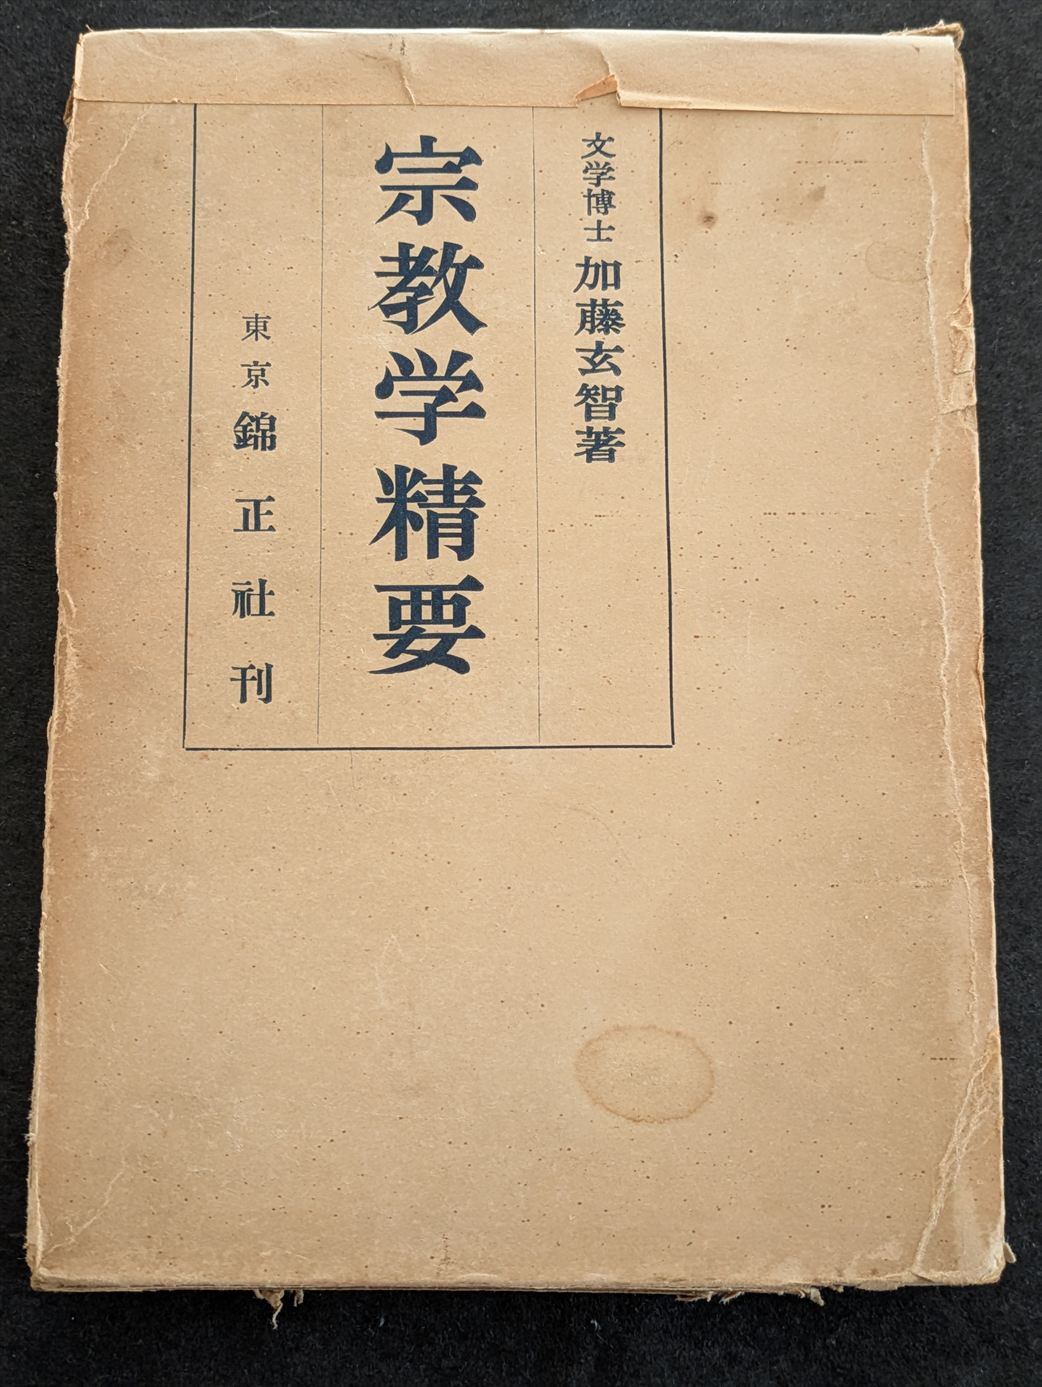 文学博士 加藤玄智著
宗教学精要
東京 錦正社刊